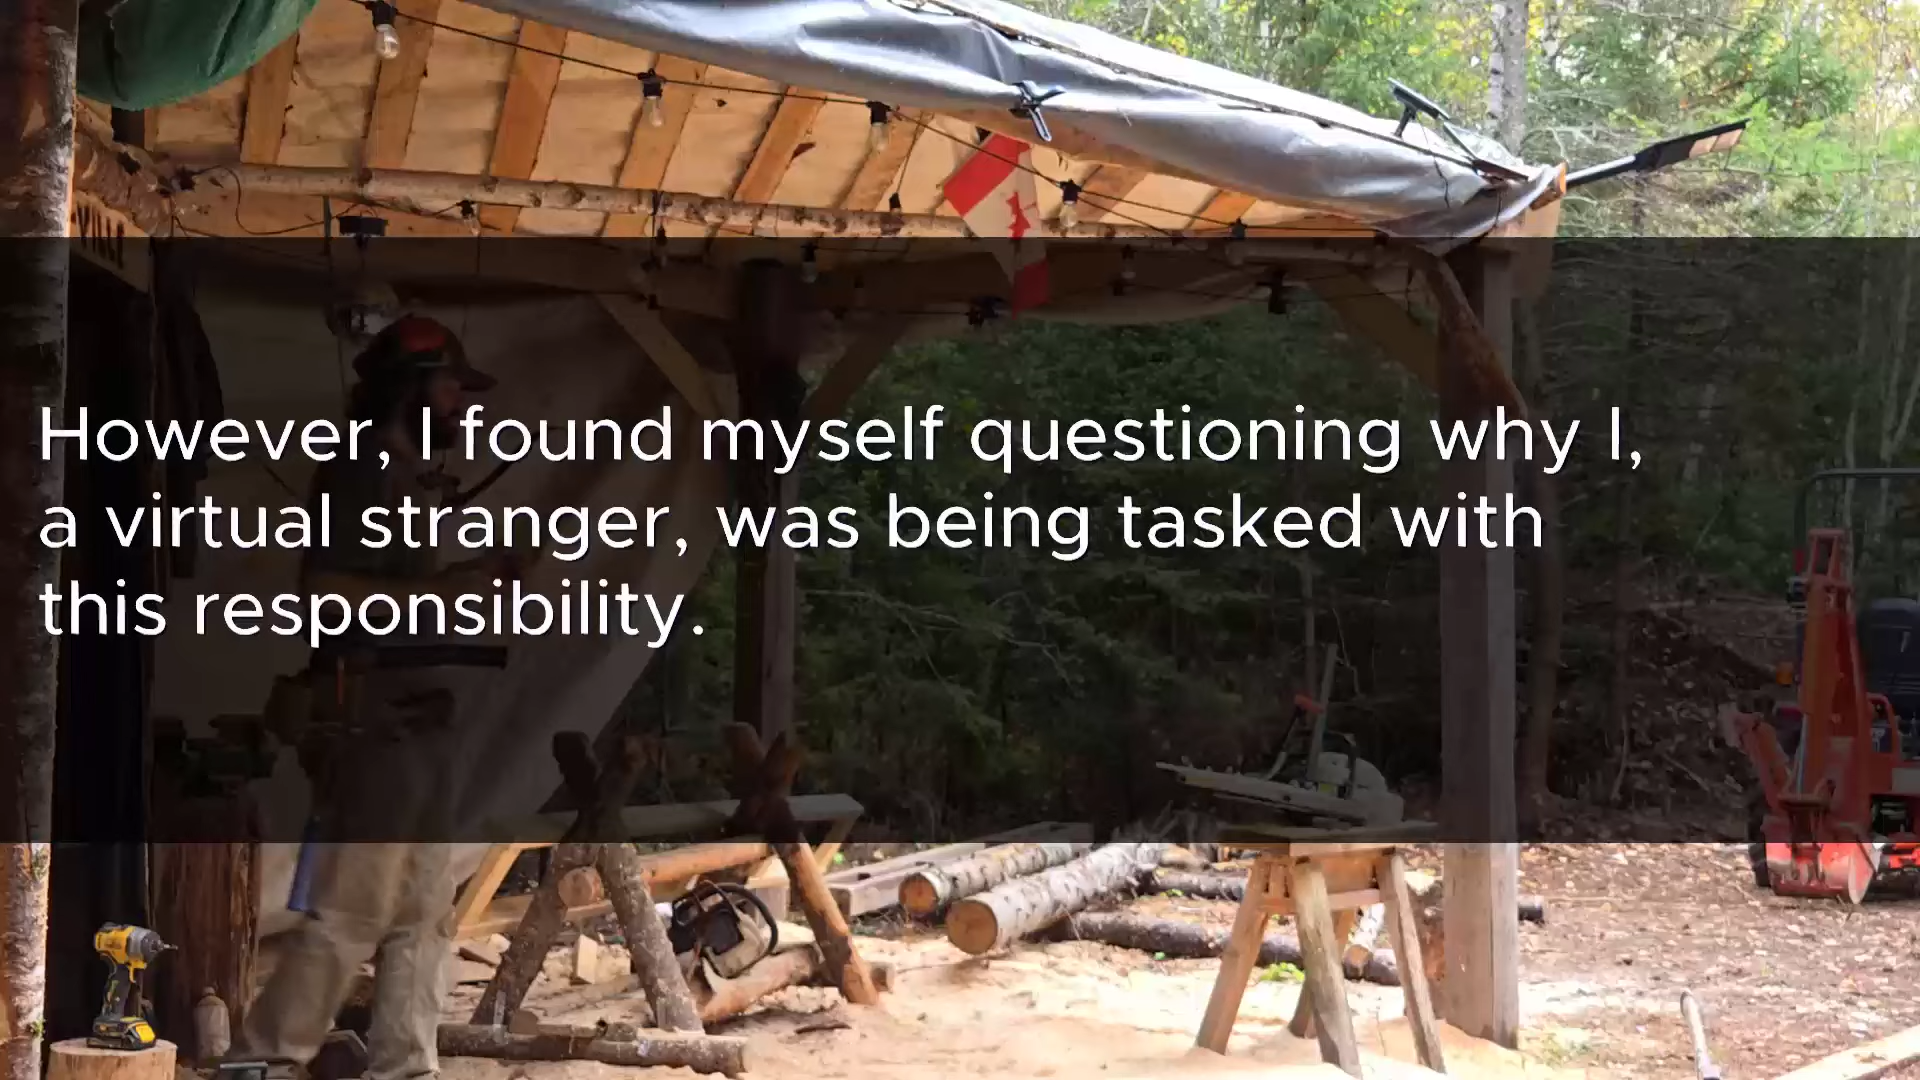 However, I found myself questioning why I,
a virtual stranger, was being tasked with
this responsibility.